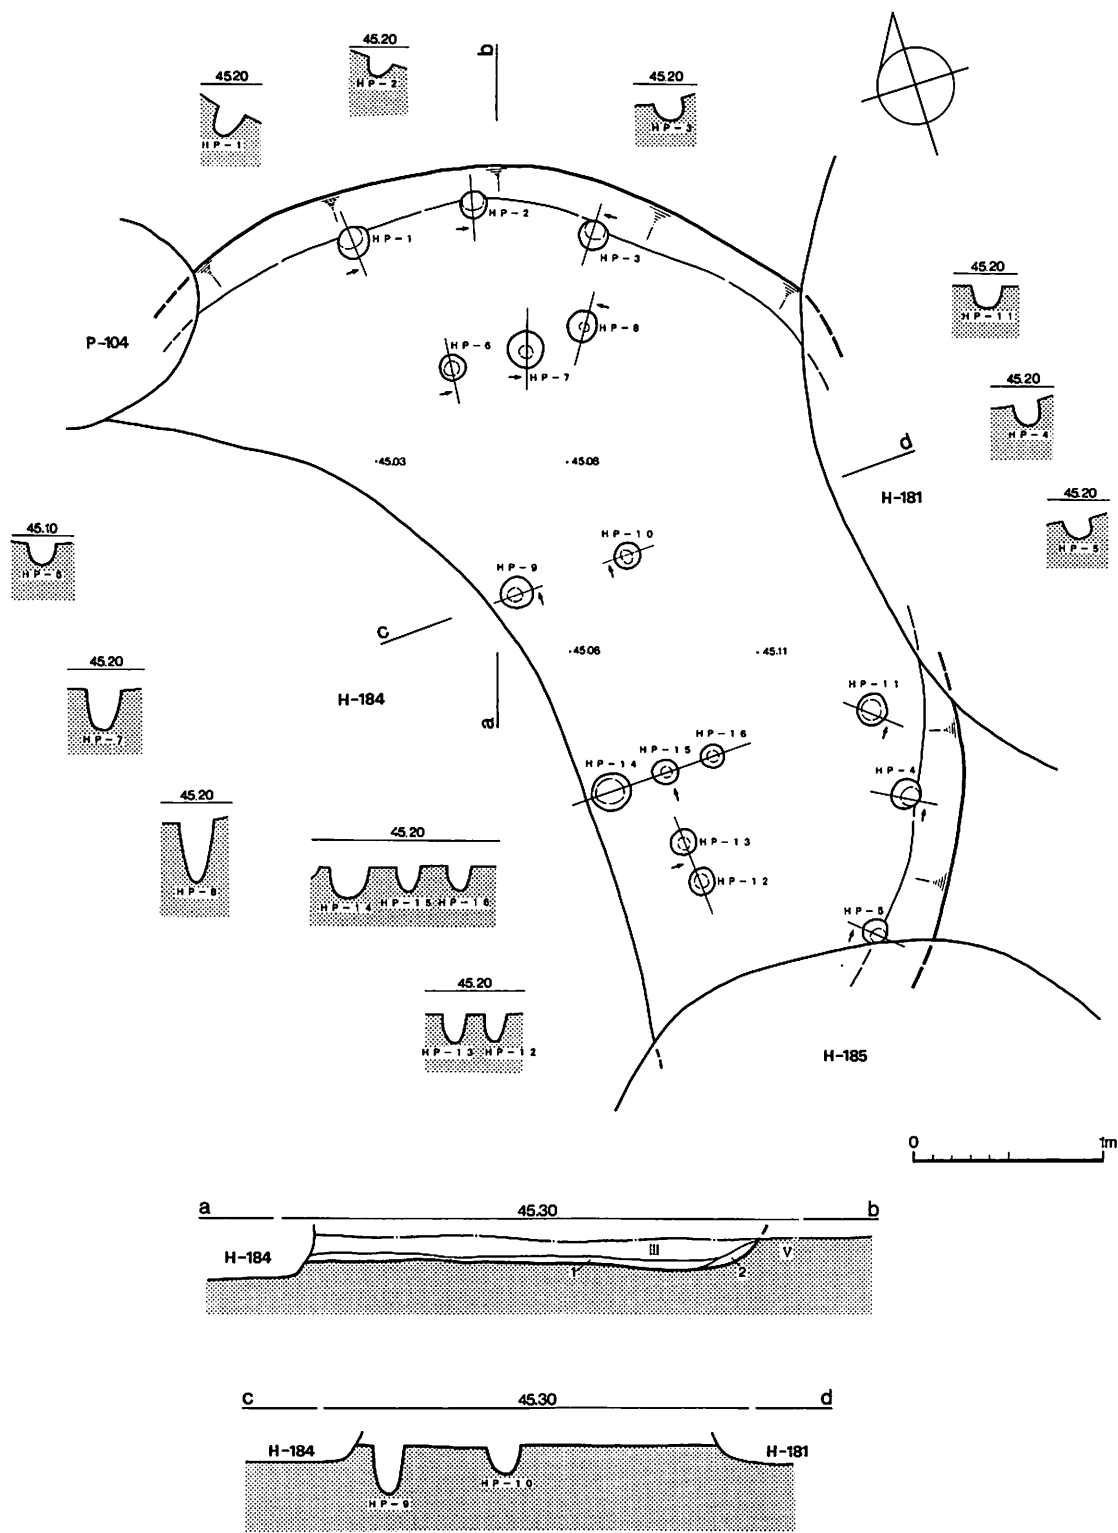 45.20
b
45.20
HP-2
45.20
HP-3
HP-1
HP-2
HP-1
HP-3
45.20
HP-11
P-104
HP-8
HP-6
HP-7
45.20
HP-4
·45.03
·45.08
d
H-181
45.20
HP-5
45.10
HP-6
HP-10
HP-9
c
·45.06
·45.11
45.20
H-184
HP-11
a
HP-7
HP-16
HP-15
HP-14
HP-4
45.20
45.20
HP-13
HP-12
HP-8
HP-14 HP-15 HP-16
HP-5
45.20
HP-13 HP-12
H-185
0 1m
a 45.30 b
H-184 III V
1 2
c 45.30 d
H-184 H-181
HP-10
HP-9